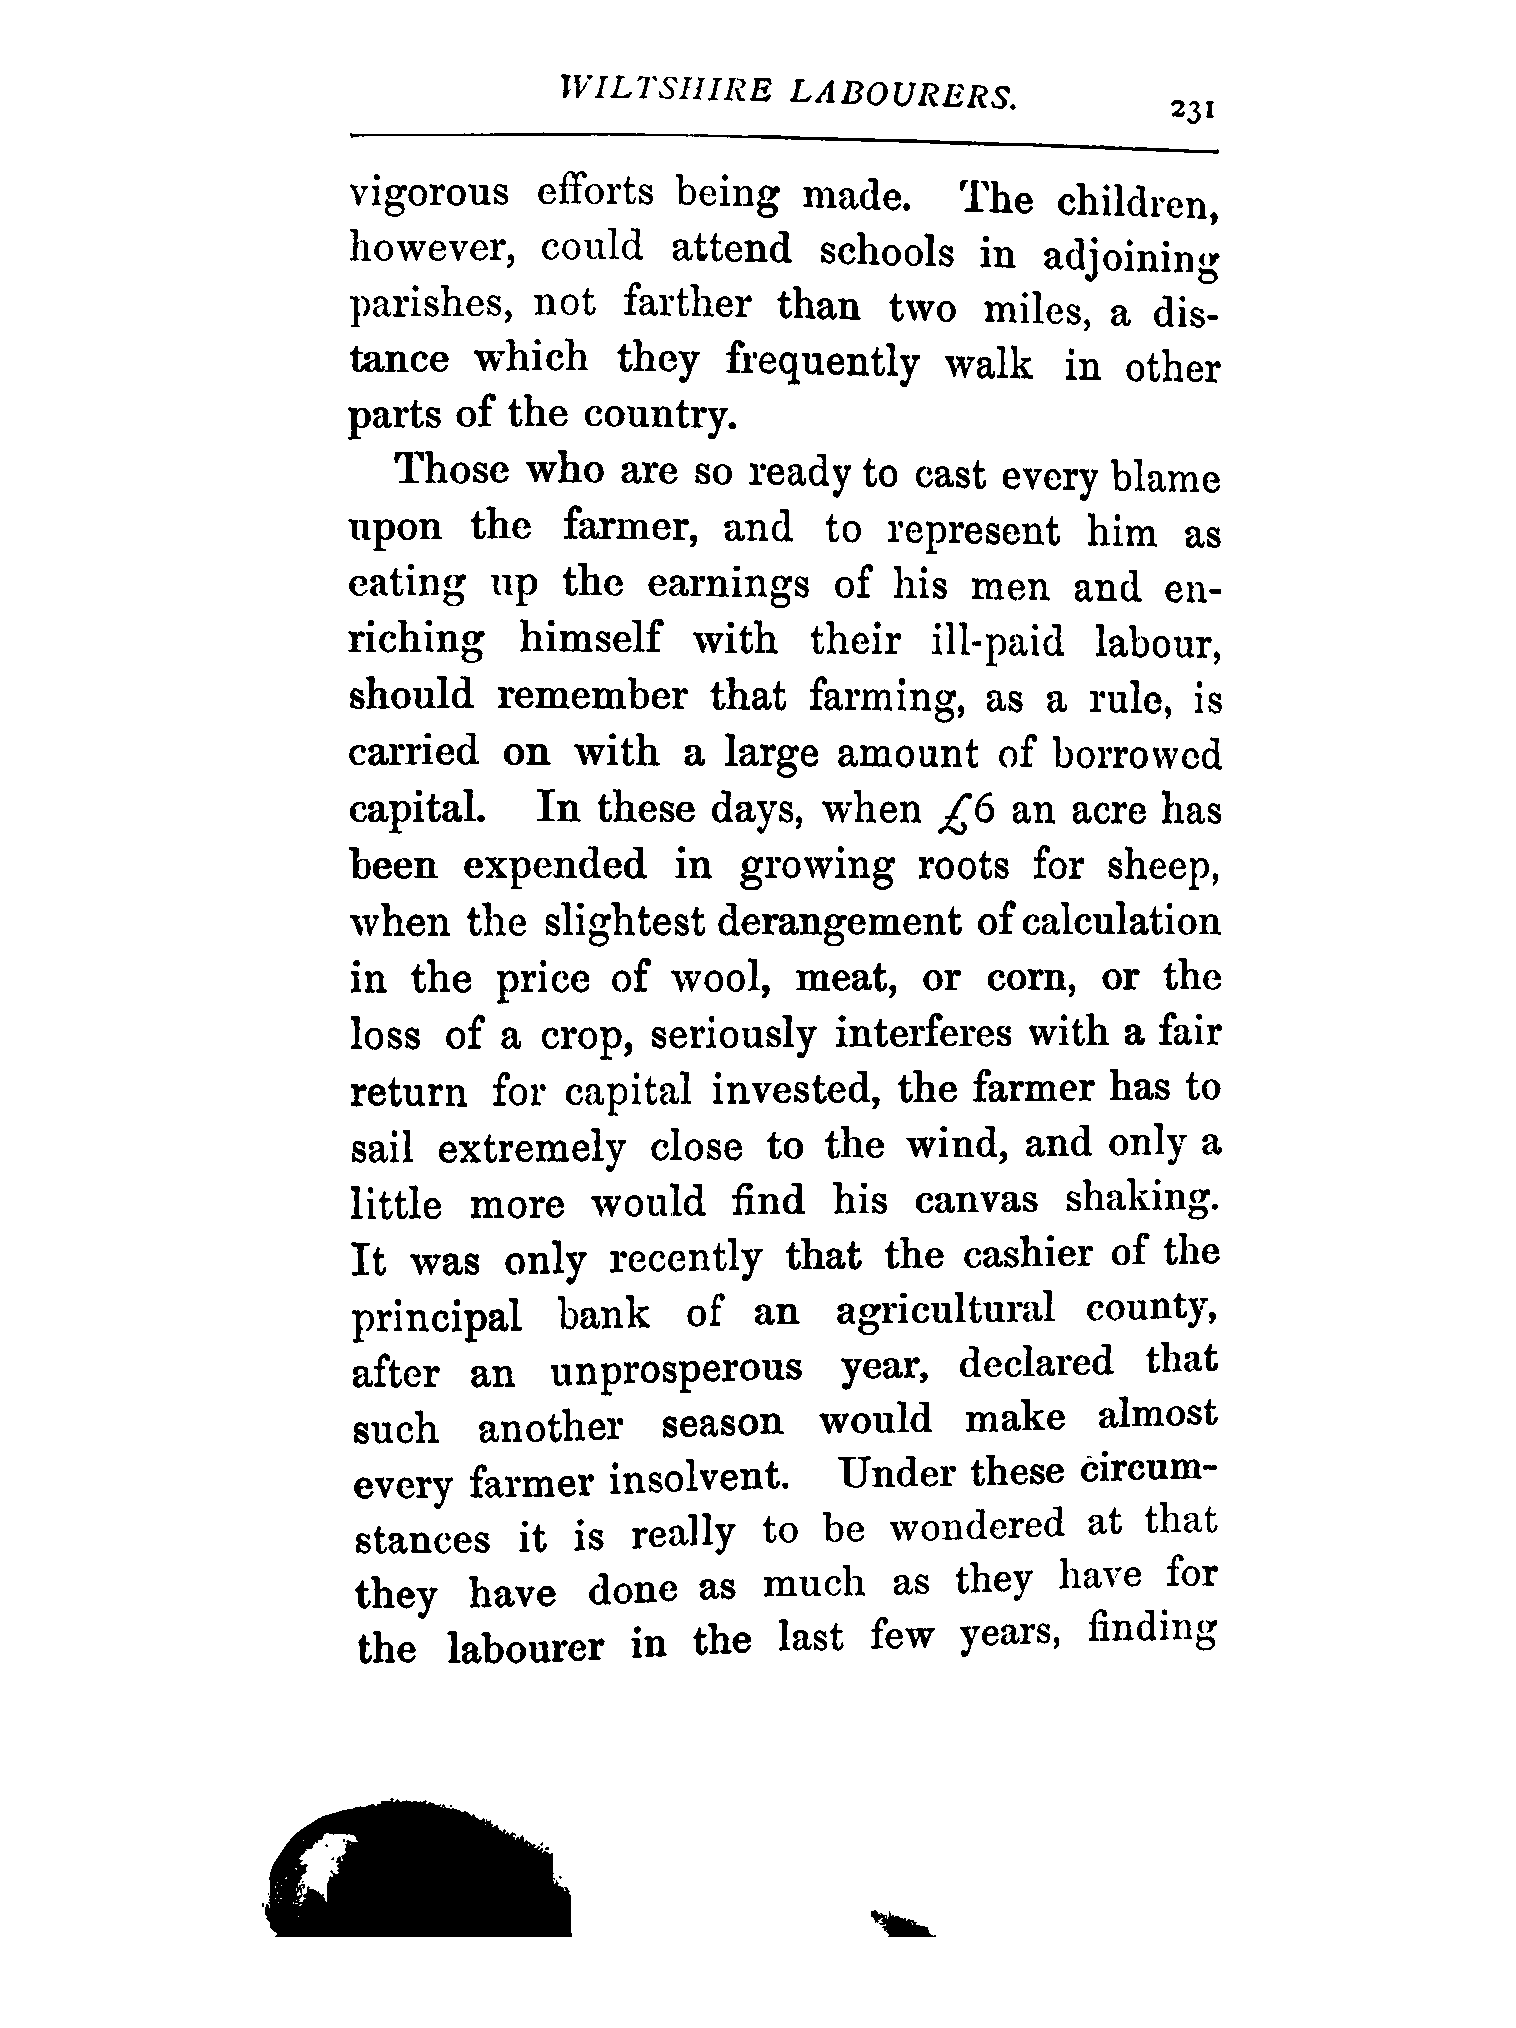 WILTSHIRE LABOURERS. 231
vigorous efforts being made. The children,
however, could attend schools in adjoining
parishes, not farther than two miles, a dis-
tance which they frequently walk in other
parts of the country.
Those who are so ready to cast every blame
upon the farmer, and to represent him as
eating up the earnings of his men and en-
riching himself with their ill-paid labour,
should remember that farming, as a rule, is
carried on with a large amount of borrowed
capital. In these days, when £6 an acre has
been expended in growing roots for sheep,
when the slightest derangement of calculation
in the price of wool, meat, or corn, or the
loss of a crop, seriously interferes with a fair
return for capital invested, the farmer has to
sail extremely close to the wind, and only a
little more would find his canvas shaking.
It was only recently that the cashier of the
principal bank of an agricultural county,
after an unprosperous year, declared that
such another season would make almost
every farmer insolvent. Under these circum-
stances it is really to be wondered at that
they have done as much as they have for
the labourer in the last few years, finding